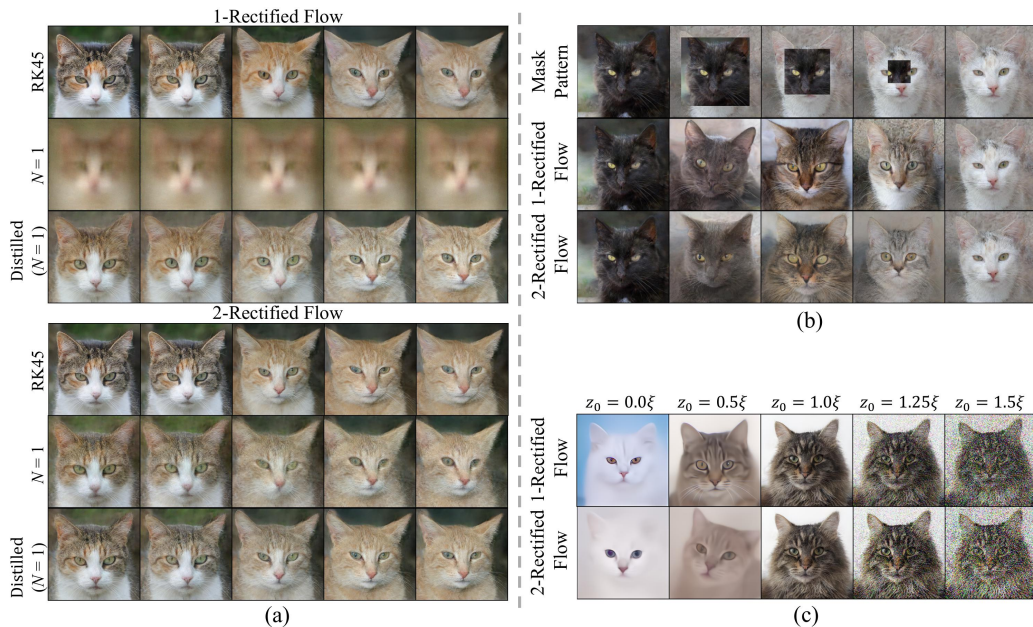 1-Rectified Flow
RK45
N = 1
Distilled
(N = 1)
2-Rectified Flow
RK45
N = 1
Distilled
(N = 1)
(a)
Mask
Pattern
1-Rectified
Flow
2-Rectified
Flow
(b)
z₀ = 0.0ξ z₀ = 0.5ξ z₀ = 1.0ξ z₀ = 1.25ξ z₀ = 1.5ξ
1-Rectified
Flow
2-Rectified
Flow
(c)